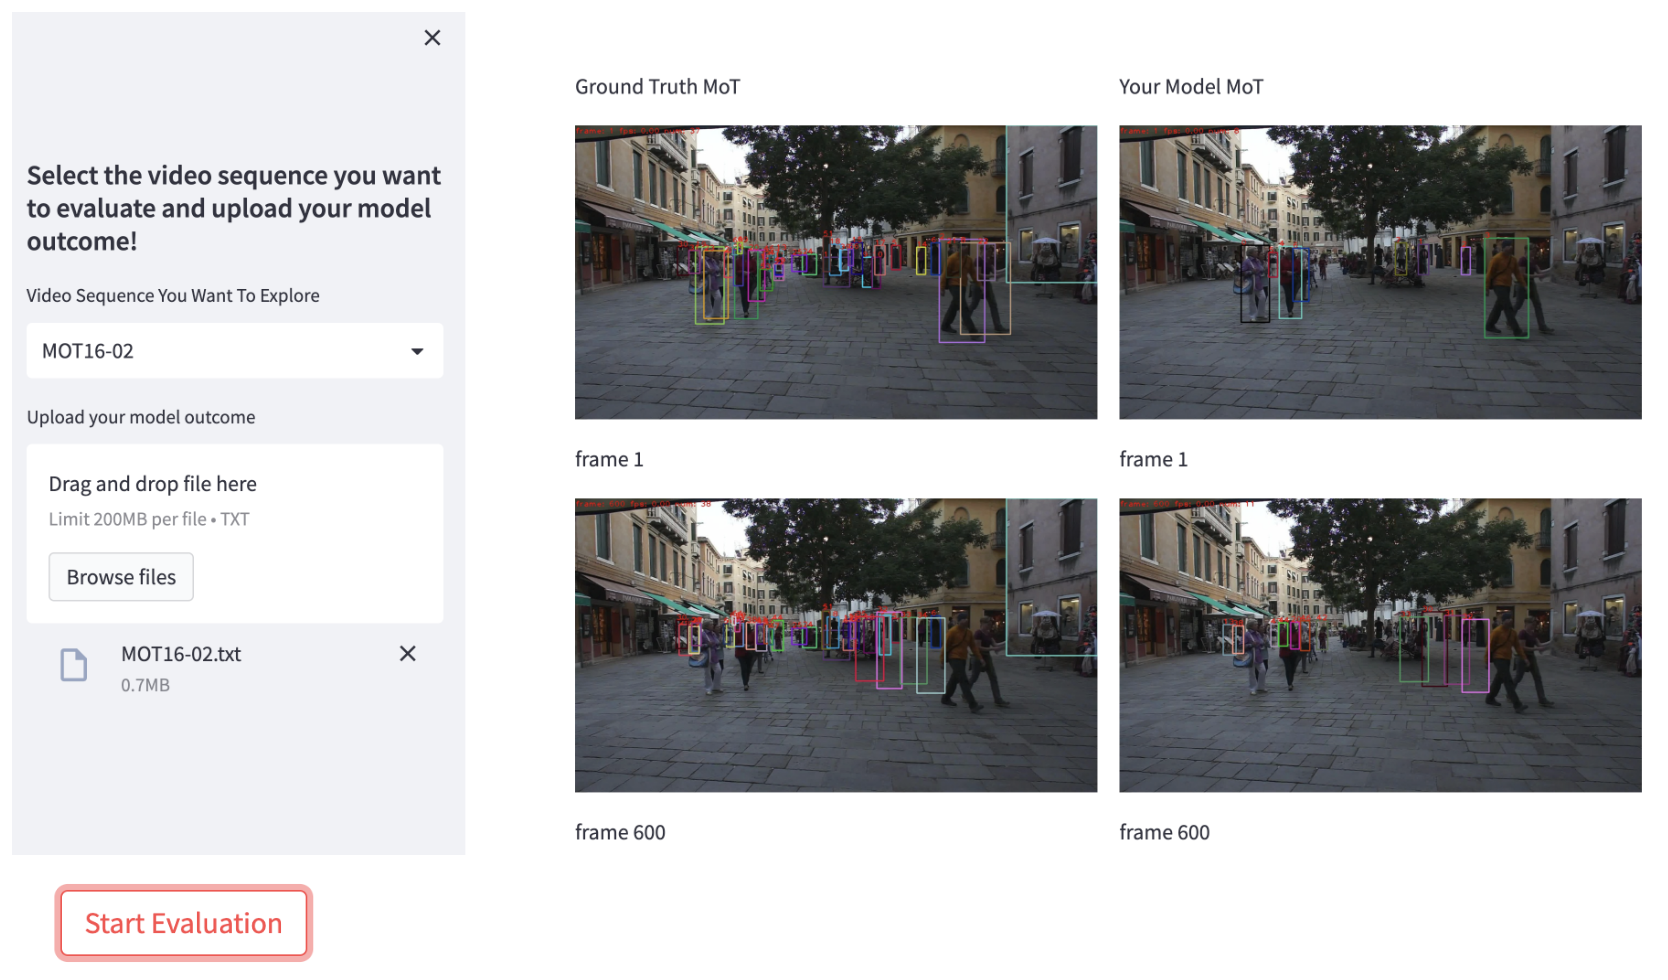 Select the video sequence you want
to evaluate and upload your model
outcome!
Video Sequence You Want To Explore
MOT16-02
Upload your model outcome
Drag and drop file here
Limit 200MB per file • TXT
Browse files
MOT16-02.txt
0.7MB
Start Evaluation
Ground Truth MoT
Your Model MoT
frame 1
frame 1
frame 600
frame 600